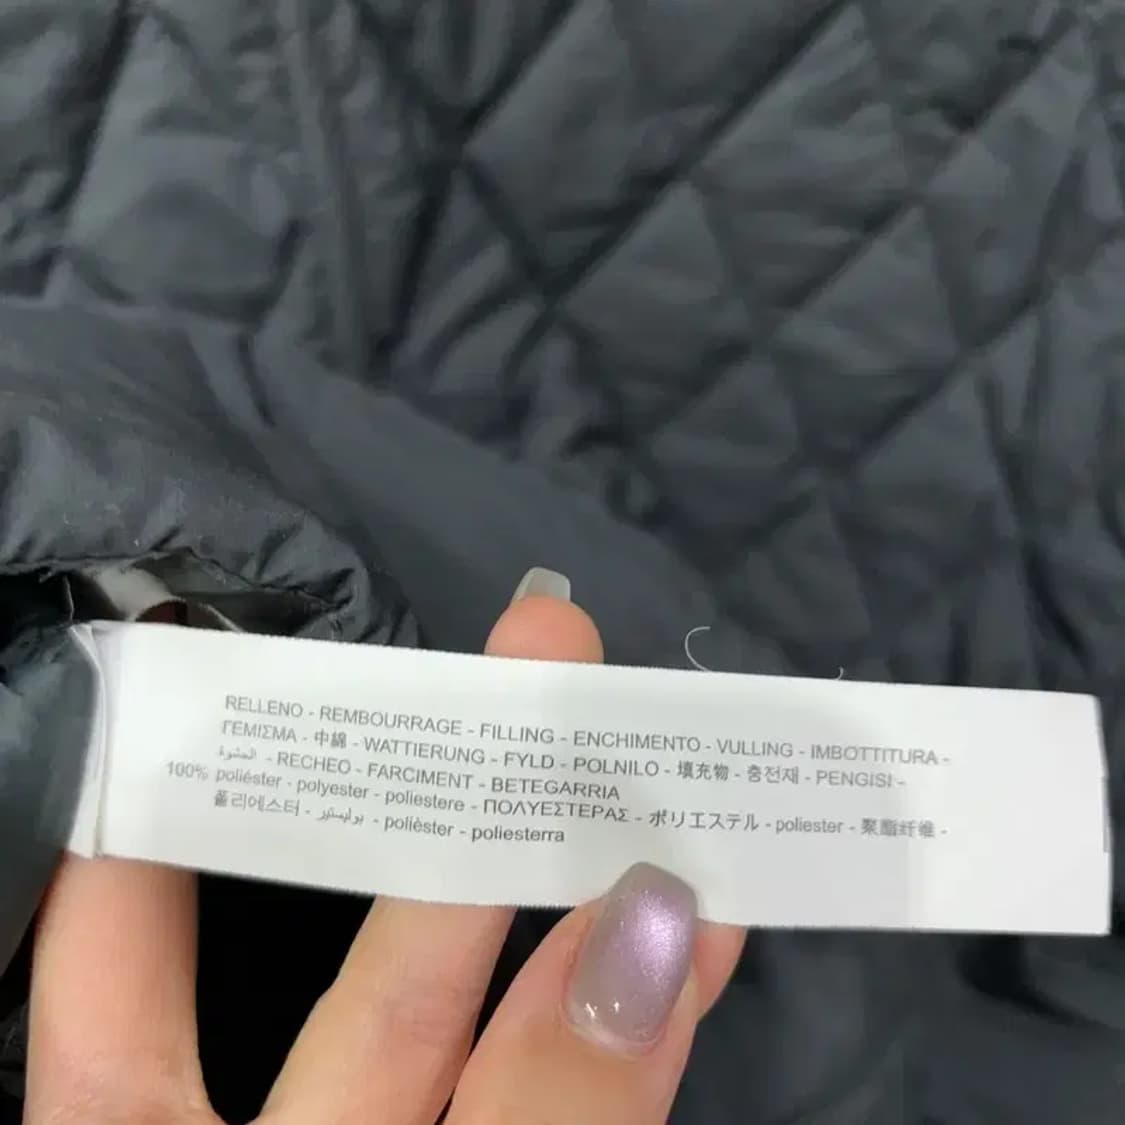 RELLENO - REMBOURRAGE - FILLING - ENCHIMENTO - VULLING - IMBOTTITURA -
ΓΕΜΙΣΜΑ - 中綿 - WATTIERUNG - FYLD - POLNILO - 填充物 - 충전재 - PENGISI -
الحشوة - RECHEO - FARCIMENT - BETEGARRIA
100% poliéster - polyester - poliestere - ΠΟΛΥΕΣΤΕΡΑΣ - ポリエステル - poliester - 聚酯纤维 -
폴리에스터 - بوليستير - polièster - poliesterra